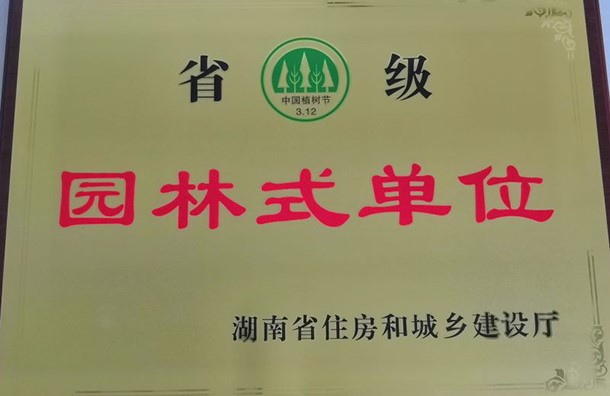 省 级
中国植树节
3.12
园林式单位
湖南省住房和城乡建设厅